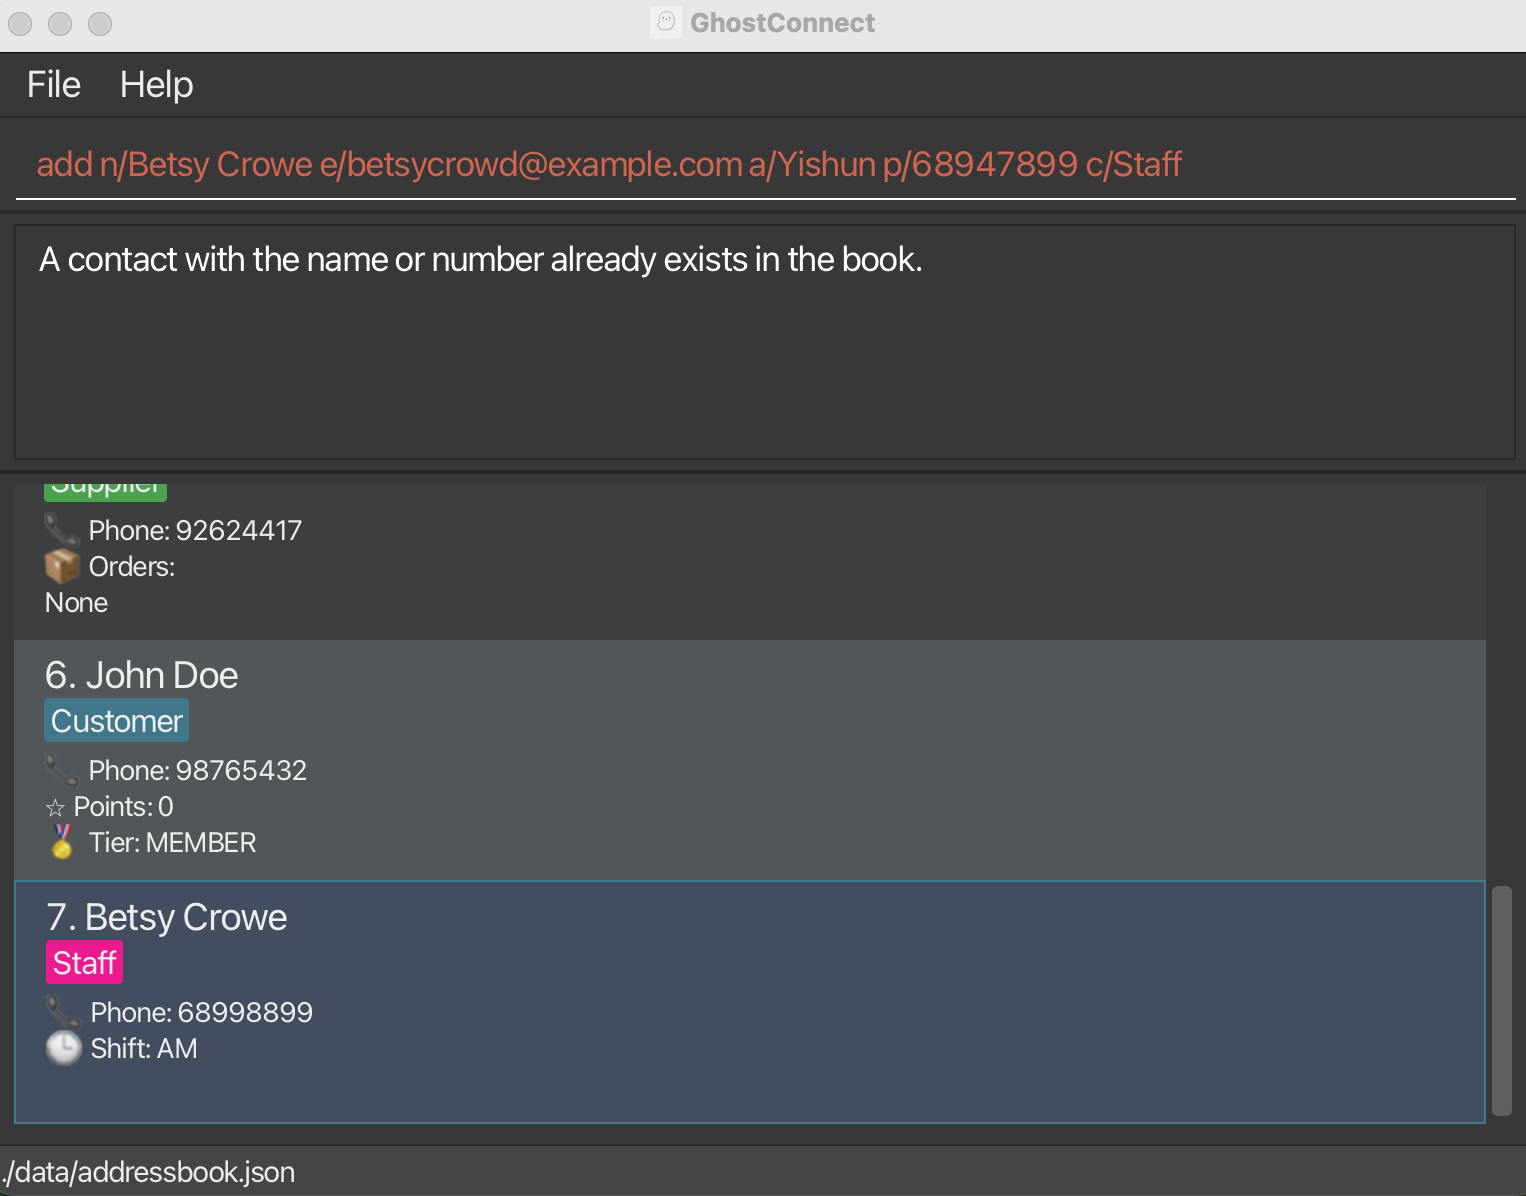 GhostConnect
File Help
add n/Betsy Crowe e/betsycrowd@example.com a/Yishun p/68947899 c/Staff
A contact with the name or number already exists in the book.
Supplier
Phone: 92624417
Orders:
None
6. John Doe
Customer
Phone: 98765432
☆ Points: 0
Tier: MEMBER
7. Betsy Crowe
Staff
Phone: 68998899
Shift: AM
./data/addressbook.json